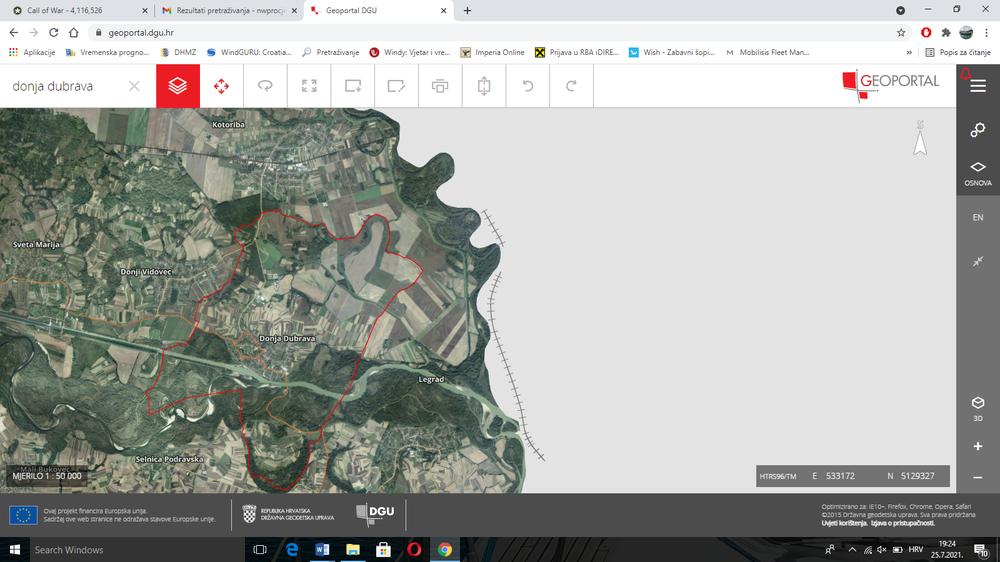 Call of War - 4,116,526
Rezultati pretraživanja - nwprocje
Geoportal DGU
geoportal.dgu.hr
Aplikacije
Vremenska progno...
DHMZ
WindGURU: Croatia...
Pretraživanje
Windy: Vjetar i vre...
Imperia Online
Prijava u RBA iDIRE...
Wish - Zabavni šopi...
Mobilisis Fleet Man...
»
Popis za čitanje
donja dubrava
GEOPORTAL
S
Kotoriba
OSNOVA
EN
Sveta Marija
Donji Vidovec
Donja Dubrava
Legrad
3D
Selnica Podravska
Mali Bukovec
MJERILO 1 : 50 000
HTRS96/TM E 533172 N 5129327
Ovaj projekt financira Europska unija.
Sadržaj ove web stranice ne odražava stavove Europske unije.
REPUBLIKA HRVATSKA
DRŽAVNA GEODETSKA UPRAVA
DGU
Optimizirano za: IE10+, Firefox, Chrome, Opera, Safari
©2015 Državna geodetska uprava. Sva prava pridržana
Uvjeti korištenja. Izjava o pristupačnosti.
Search Windows
HRV
19:24
25.7.2021.
10